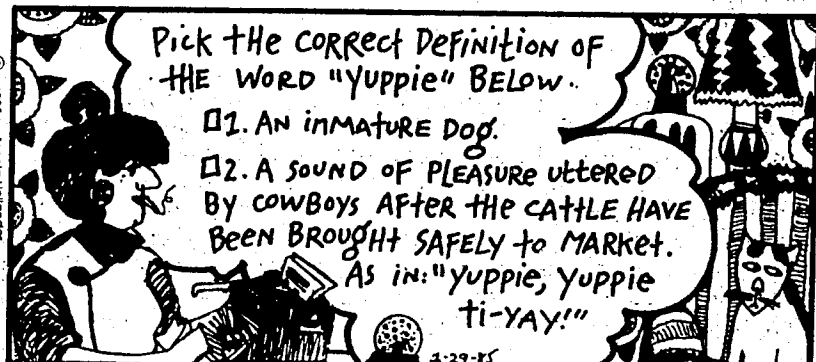 Pick the correct definition of
the word "yuppie" below.
1. An inmature dog.
2. A sound of pleasure uttered
by cowboys after the cattle have
been brought safely to market.
As in: "yuppie, yuppie
ti-yay!"
1-29-85